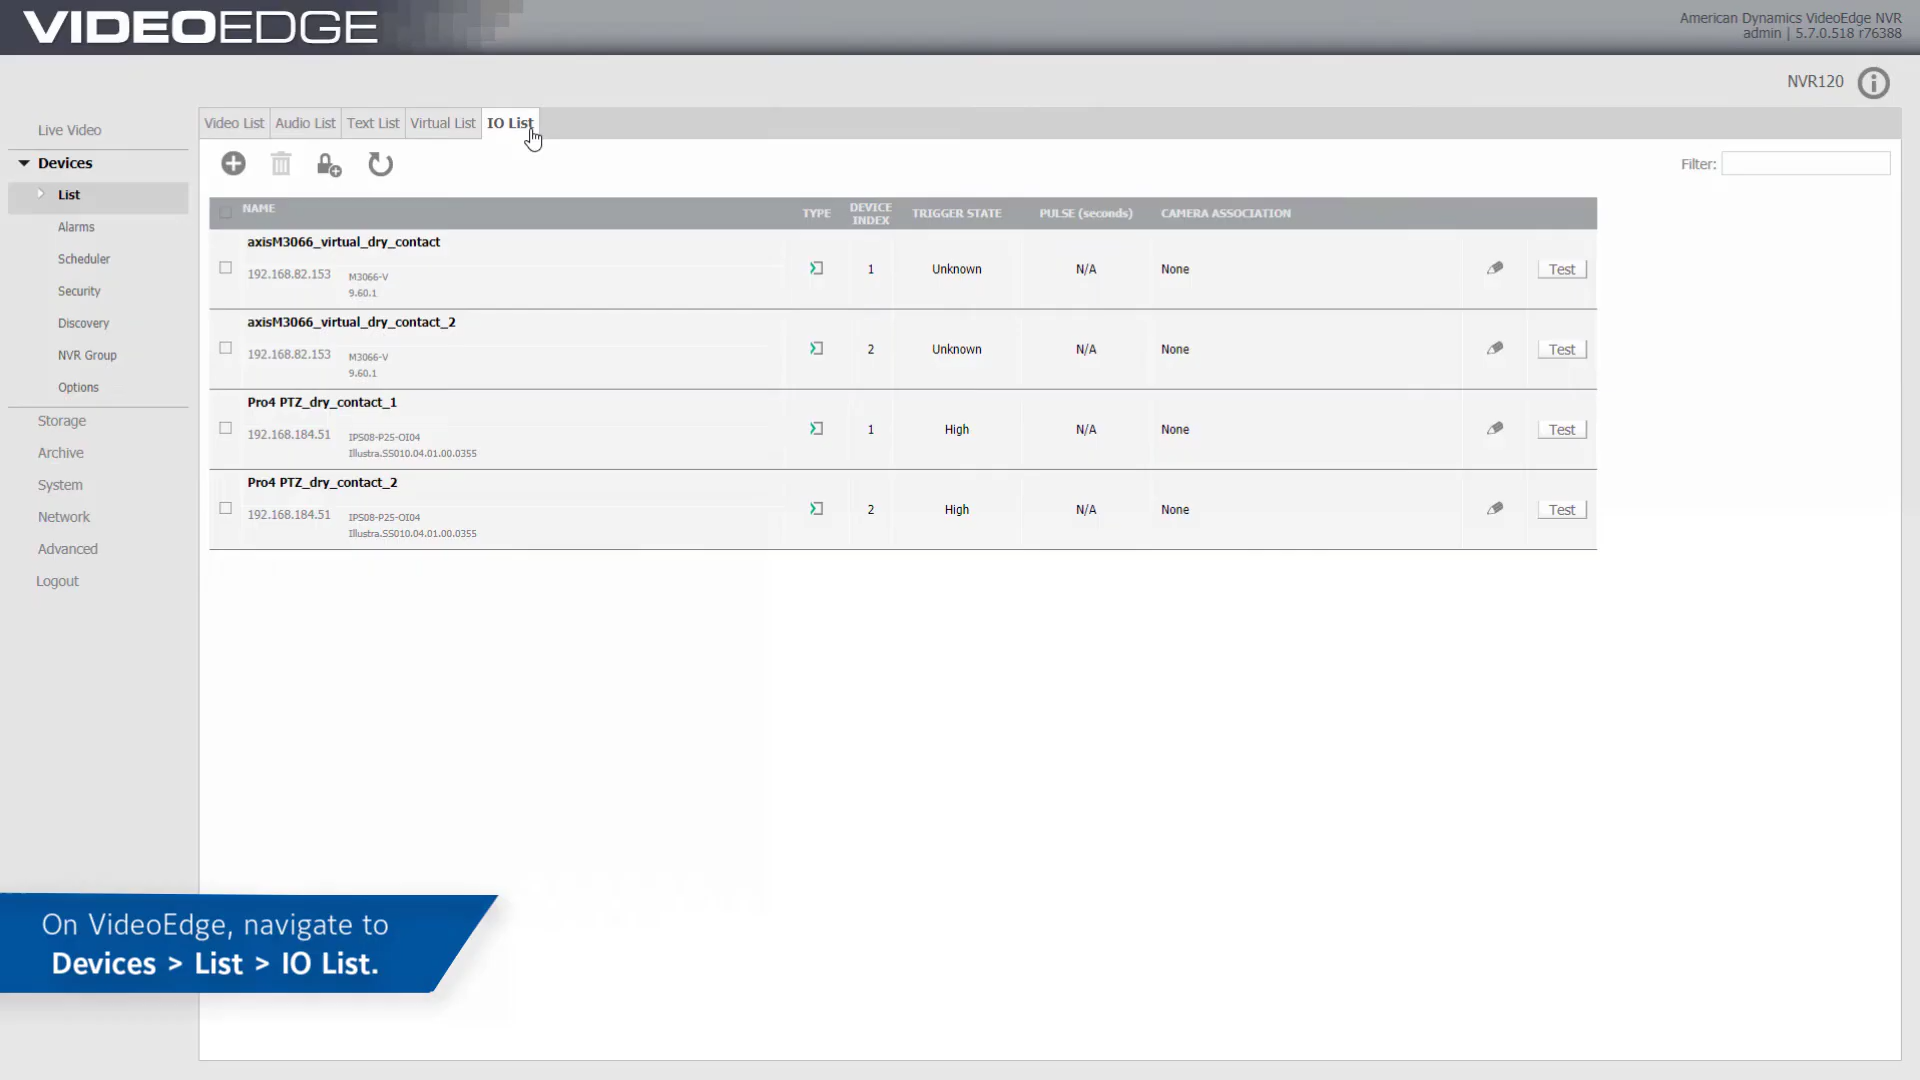 VIDEOEDGE
American Dynamics VideoEdge NVR
admin | 5.7.0.518 r76388
NVR120
Live Video
Devices
List
Alarms
Scheduler
Security
Discovery
NVR Group
Options
Storage
Archive
System
Network
Advanced
Logout
Video List Audio List Text List Virtual List IO List
Filter:
NAME TYPE DEVICE INDEX TRIGGER STATE PULSE (seconds) CAMERA ASSOCIATION
axisM3066_virtual_dry_contact
192.168.82.153 M3066-V 1 Unknown N/A None Test
9.60.1
axisM3066_virtual_dry_contact_2
192.168.82.153 M3066-V 2 Unknown N/A None Test
9.60.1
Pro4 PTZ_dry_contact_1
192.168.184.51 IPS08-P25-OI04 1 High N/A None Test
Illustra.SS010.04.01.00.0355
Pro4 PTZ_dry_contact_2
192.168.184.51 IPS08-P25-OI04 2 High N/A None Test
Illustra.SS010.04.01.00.0355
On VideoEdge, navigate to
Devices > List > IO List.